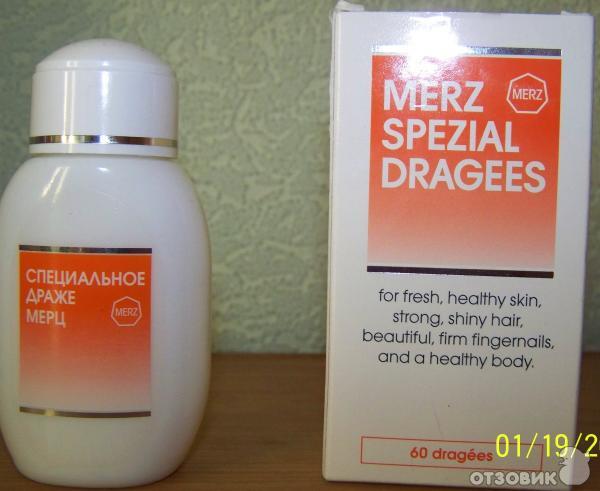 СПЕЦИАЛЬНОЕ
ДРАЖЕ
МЕРЦ
MERZ
MERZ
SPEZIAL
DRAGEES
MERZ
for fresh, healthy skin,
strong, shiny hair,
beautiful, firm fingernails,
and a healthy body.
60 dragées
01/19/2
ОТЗОВИК